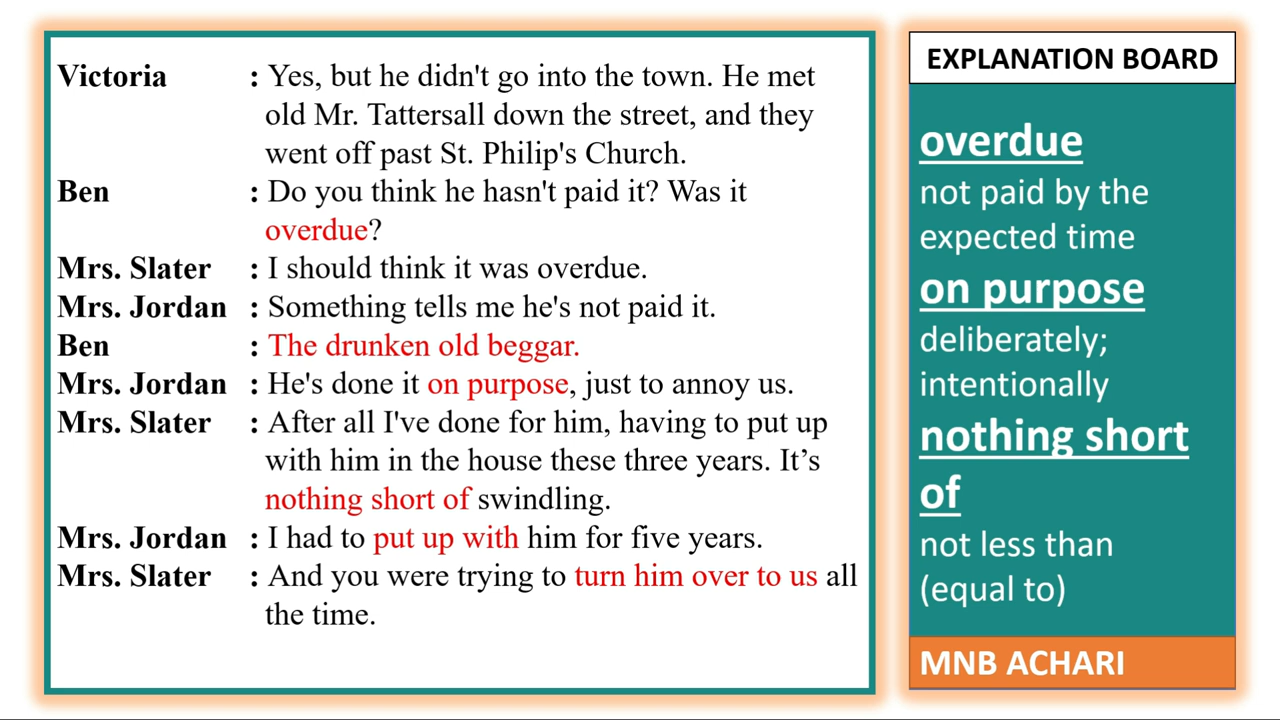 Victoria : Yes, but he didn't go into the town. He met
old Mr. Tattersall down the street, and they
went off past St. Philip's Church.
Ben : Do you think he hasn't paid it? Was it
overdue?
Mrs. Slater : I should think it was overdue.
Mrs. Jordan : Something tells me he's not paid it.
Ben : The drunken old beggar.
Mrs. Jordan : He's done it on purpose, just to annoy us.
Mrs. Slater : After all I've done for him, having to put up
with him in the house these three years. It’s
nothing short of swindling.
Mrs. Jordan : I had to put up with him for five years.
Mrs. Slater : And you were trying to turn him over to us all
the time.
EXPLANATION BOARD
overdue
not paid by the
expected time
on purpose
deliberately;
intentionally
nothing short
of
not less than
(equal to)
MNB ACHARI